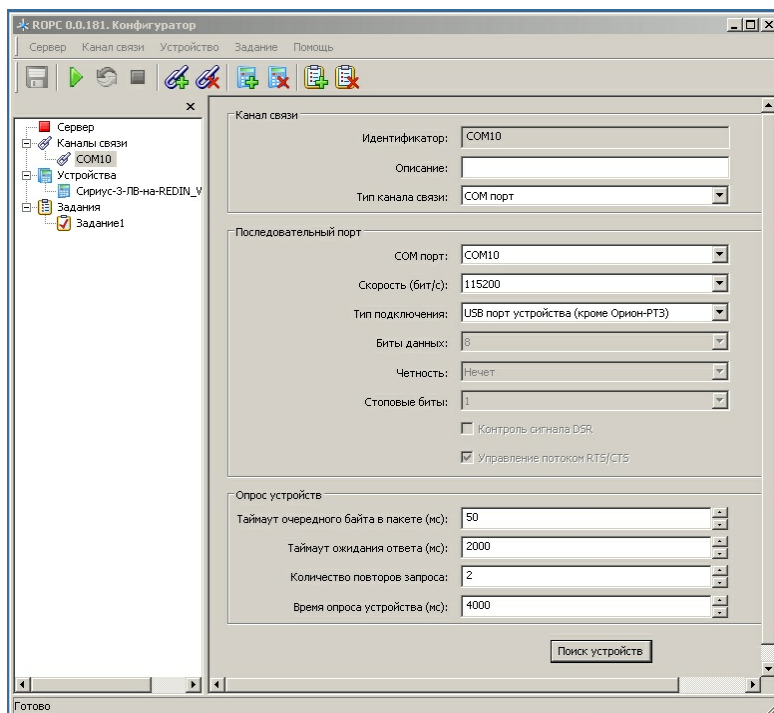 ROPC 0.0.181. Конфигуратор
Сервер Канал связи Устройство Задание Помощь
Сервер
Каналы связи
COM10
Устройства
Сириус-3-ЛВ-на-REDIN_V
Задания
Задание1
Канал связи
Идентификатор: COM10
Описание:
Тип канала связи: COM порт
Последовательный порт
COM порт: COM10
Скорость (бит/с): 115200
Тип подключения: USB порт устройства (кроме Орион-РТЗ)
Биты данных: 8
Четность: Нечет
Стоповые биты: 1
Контроль сигнала DSR
Управление потоком RTS/CTS
Опрос устройств
Таймаут очередного байта в пакете (мс): 50
Таймаут ожидания ответа (мс): 2000
Количество повторов запроса: 2
Время опроса устройства (мс): 4000
Поиск устройств
Готово